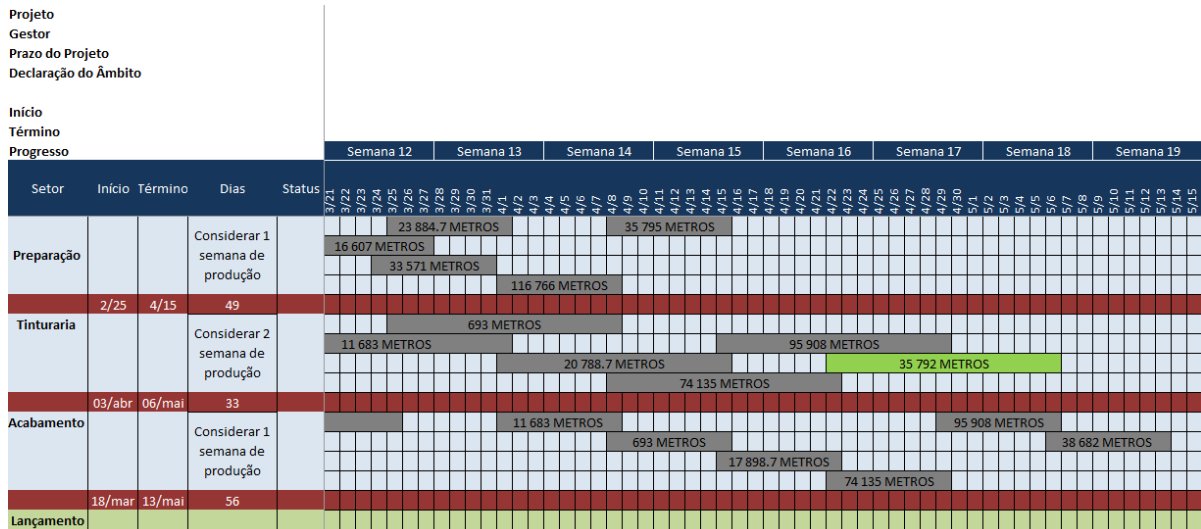 Projeto
Gestor
Prazo do Projeto
Declaração do Âmbito
Início
Término
Progresso
Semana 12 Semana 13 Semana 14 Semana 15 Semana 16 Semana 17 Semana 18 Semana 19
Setor Início Término Dias Status 3/21 3/22 3/23 3/24 3/25 3/26 3/27 3/28 3/29 3/30 3/31 4/1 4/2 4/3 4/4 4/5 4/6 4/7 4/8 4/9 4/10 4/11 4/12 4/13 4/14 4/15 4/16 4/17 4/18 4/19 4/20 4/21 4/22 4/23 4/24 4/25 4/26 4/27 4/28 4/29 4/30 5/1 5/2 5/3 5/4 5/5 5/6 5/7 5/8 5/9 5/10 5/11 5/12 5/13 5/14 5/15
Preparação
Considerar 1
semana de
produção
23 884.7 METROS 35 795 METROS
16 607 METROS
33 571 METROS
116 766 METROS
2/25 4/15 49
Tinturaria
Considerar 2
semana de
produção
693 METROS
11 683 METROS 95 908 METROS
20 788.7 METROS 35 792 METROS
74 135 METROS
03/abr 06/mai 33
Acabamento
Considerar 1
semana de
produção
11 683 METROS 95 908 METROS
693 METROS 38 682 METROS
17 898.7 METROS
74 135 METROS
18/mar 13/mai 56
Lançamento